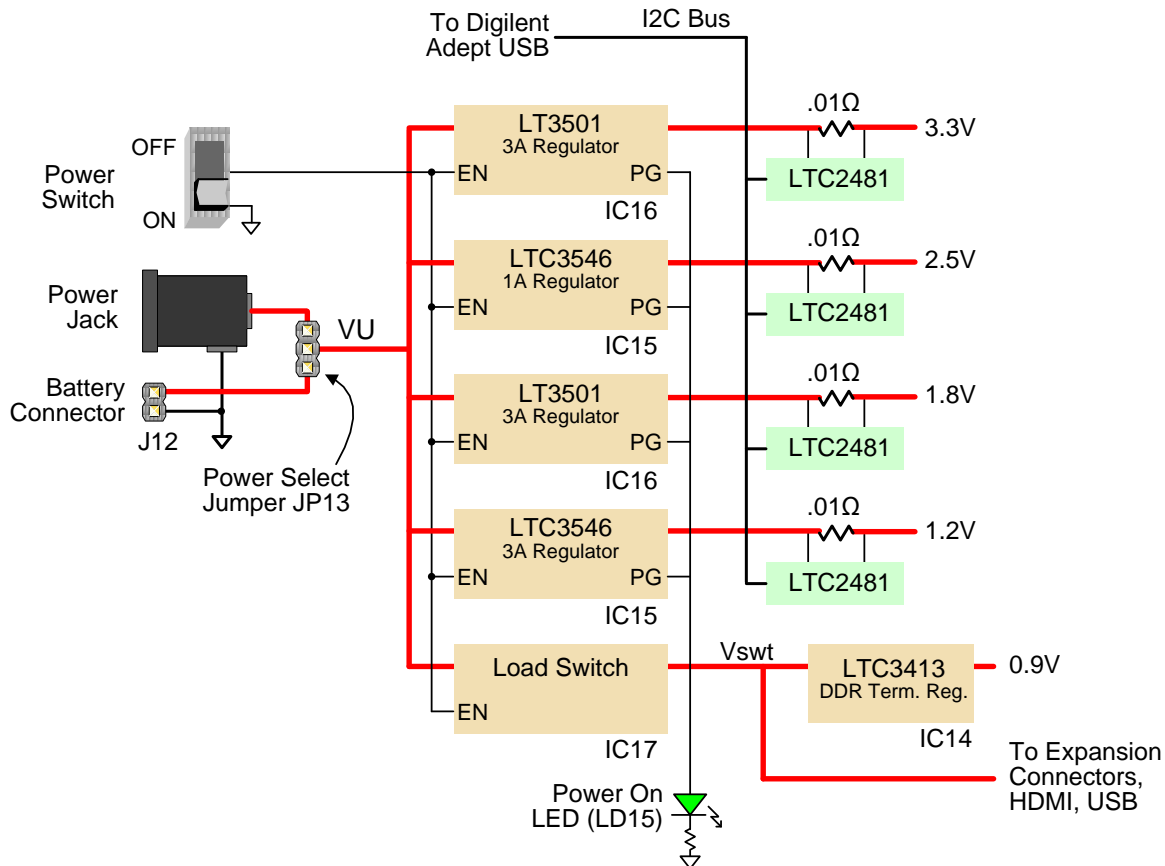 To Digilent
Adept USB
I2C Bus
Power
Switch
OFF
ON
LT3501
3A Regulator
EN
PG
IC16
.01Ω
3.3V
LTC2481
LTC3546
1A Regulator
EN
PG
IC15
.01Ω
2.5V
LTC2481
Power
Jack
VU
Battery
Connector
J12
Power Select
Jumper JP13
LT3501
3A Regulator
EN
PG
IC16
.01Ω
1.8V
LTC2481
LTC3546
3A Regulator
EN
PG
IC15
.01Ω
1.2V
LTC2481
Load Switch
EN
IC17
Vswt
LTC3413
DDR Term. Reg.
IC14
0.9V
To Expansion
Connectors,
HDMI, USB
Power On
LED (LD15)